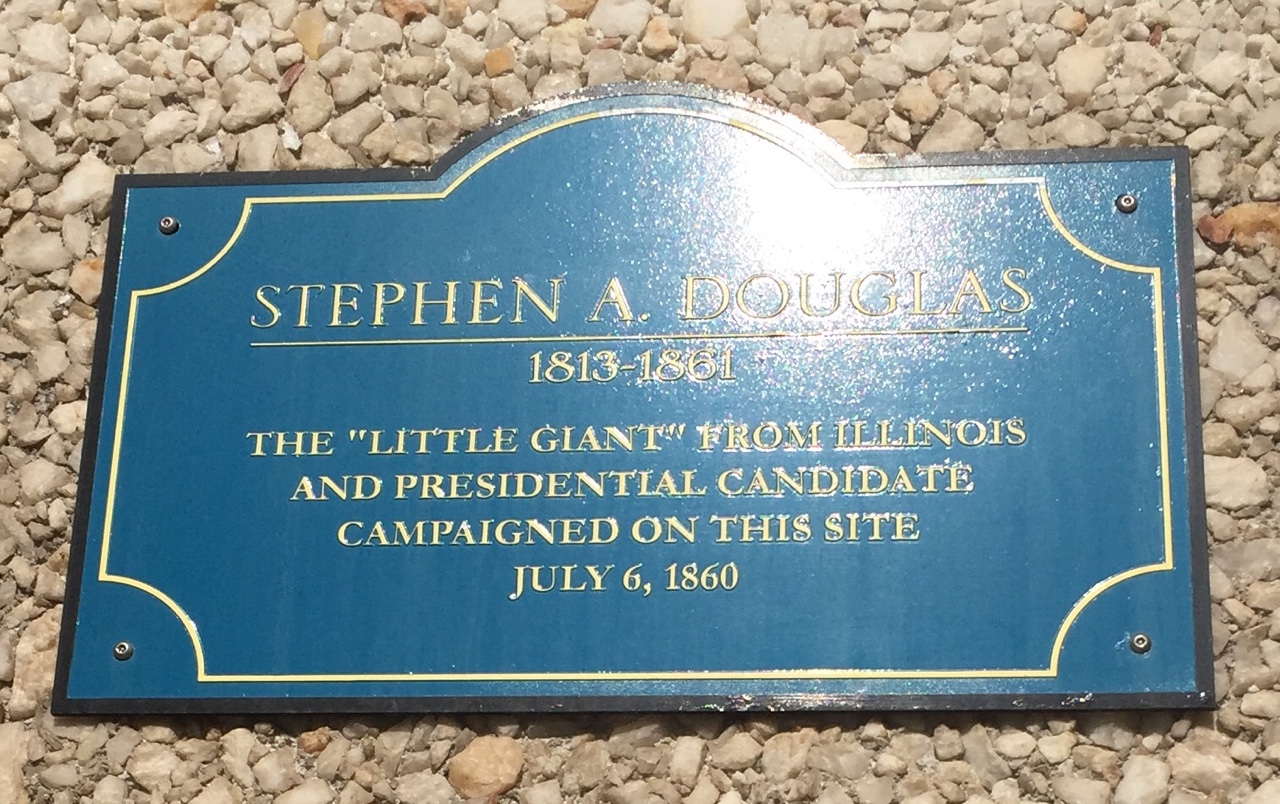 STEPHEN A. DOUGLAS
1813-1861
THE "LITTLE GIANT" FROM ILLINOIS
AND PRESIDENTIAL CANDIDATE
CAMPAIGNED ON THIS SITE
JULY 6, 1860